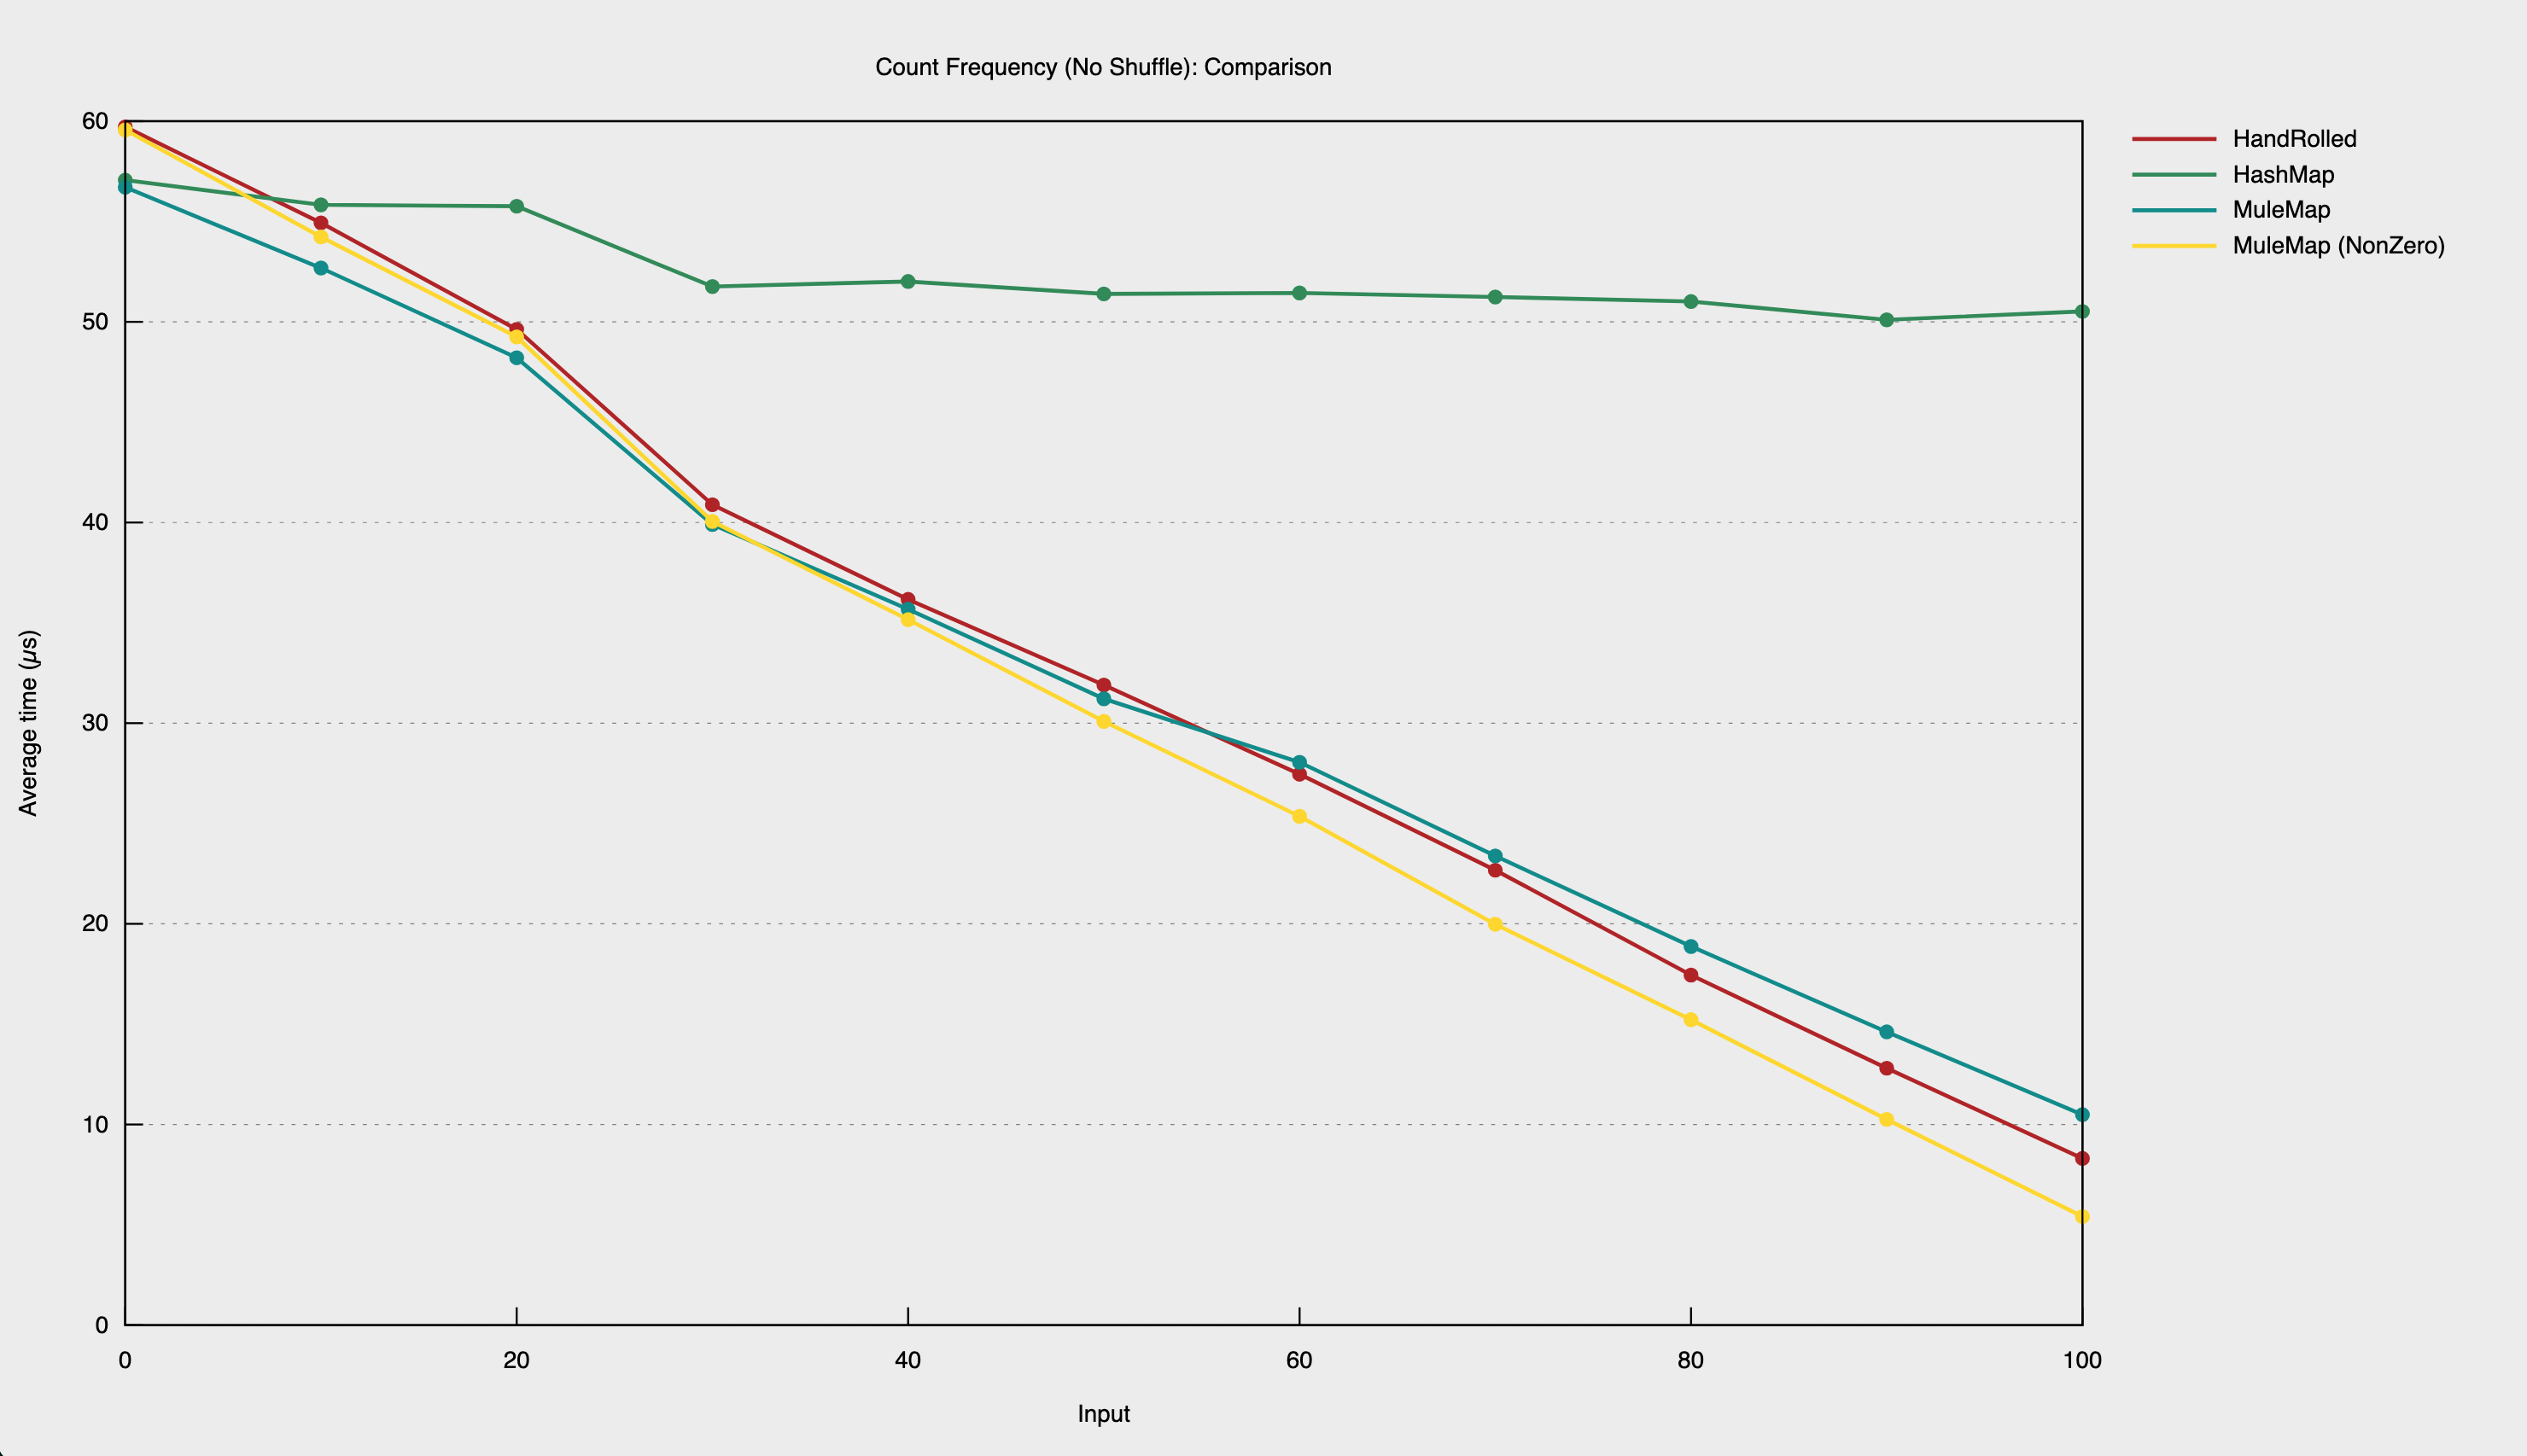 Count Frequency (No Shuffle): Comparison
HandRolled
HashMap
MuleMap
MuleMap (NonZero)
Average time (µs)
60
50
40
30
20
10
0
0 20 40 60 80 100
Input